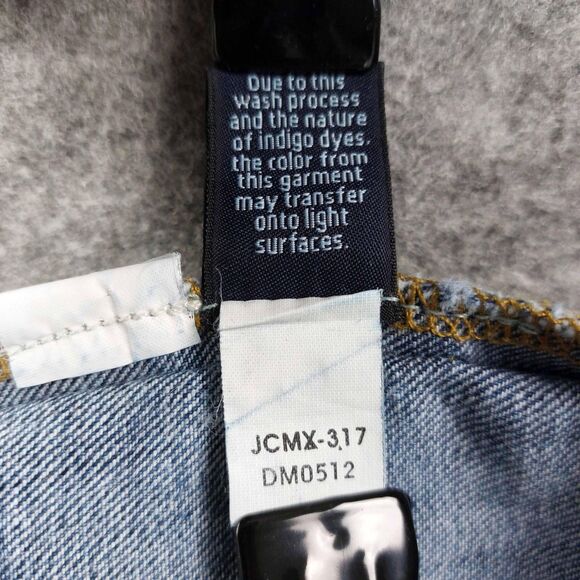 Due to this
wash process
and the nature
of indigo dyes,
the color from
this garment
may transfer
onto light
surfaces.
JCMX-317
DM0512